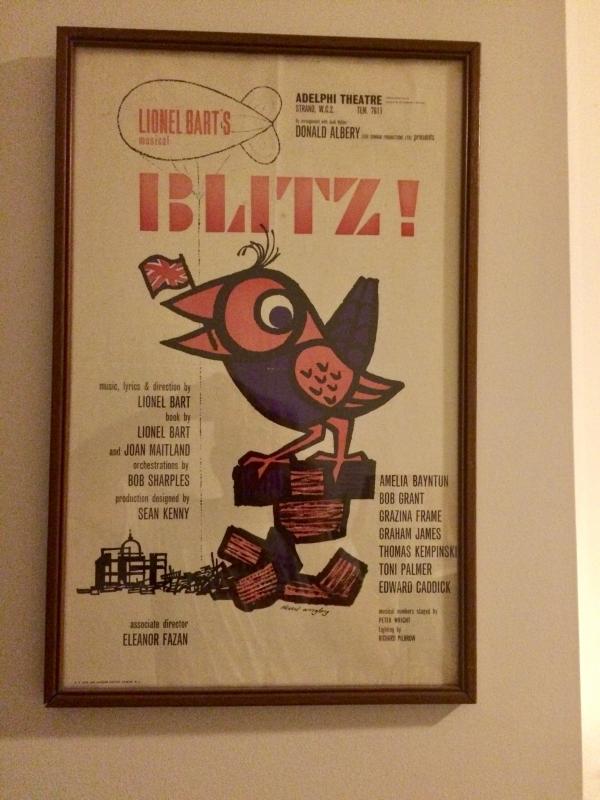 LIONEL BART'S
musical
ADELPHI THEATRE
STRAND, W.C.2. TEM. 7611
DONALD ALBERY presents
BLITZ!
music, lyrics & direction by
LIONEL BART
book by
LIONEL BART
and JOAN MAITLAND
orchestrations by
BOB SHARPLES
production designed by
SEAN KENNY
AMELIA BAYNTUN
BOB GRANT
GRAZINA FRAME
GRAHAM JAMES
THOMAS KEMPINSKI
TONI PALMER
EDWARD CADDICK
musical numbers staged by
PETER WRIGHT
lighting by
RICHARD PILBROW
associate director
ELEANOR FAZAN